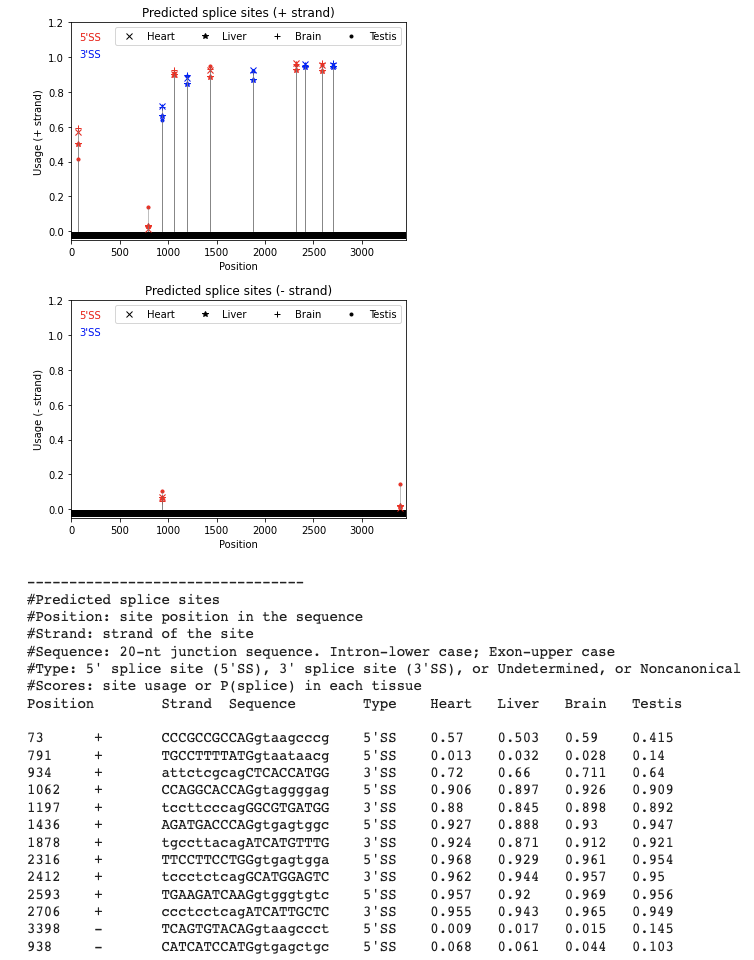 Predicted splice sites (+ strand)
5'SS
3'SS
Heart Liver Brain Testis
Usage (+ strand)
1.2
1.0
0.8
0.6
0.4
0.2
0.0
0 500 1000 1500 2000 2500 3000
Position
Predicted splice sites (- strand)
5'SS
3'SS
Heart Liver Brain Testis
Usage (- strand)
1.2
1.0
0.8
0.6
0.4
0.2
0.0
0 500 1000 1500 2000 2500 3000
Position
---------------------------------
#Predicted splice sites
#Position: site position in the sequence
#Strand: strand of the site
#Sequence: 20-nt junction sequence. Intron-lower case; Exon-upper case
#Type: 5' splice site (5'SS), 3' splice site (3'SS), or Undetermined, or Noncanonical
#Scores: site usage or P(splice) in each tissue
Position Strand Sequence Type Heart Liver Brain Testis
73 + CCCGCCGCCAGgtaagcccg 5'SS 0.57 0.503 0.59 0.415
791 + TGCCTTTTATGgtaataacg 5'SS 0.013 0.032 0.028 0.14
934 + attctcgcagCTCACCATGG 3'SS 0.72 0.66 0.711 0.64
1062 + CCAGGCACCAGgtaggggag 5'SS 0.906 0.897 0.926 0.909
1197 + tccttcccagGGCGTGATGG 3'SS 0.88 0.845 0.898 0.892
1436 + AGATGACCCAGgtgagtggc 5'SS 0.927 0.888 0.93 0.947
1878 + tgccttacagATCATGTTTG 3'SS 0.924 0.871 0.912 0.921
2316 + TTCCTTCCTGGgtgagtgga 5'SS 0.968 0.929 0.961 0.954
2412 + tccctctcagGCATGGAGTC 3'SS 0.962 0.944 0.957 0.95
2593 + TGAAGATCAAGgtgggtgtc 5'SS 0.957 0.92 0.969 0.956
2706 + ccctcctcagATCATTGCTC 3'SS 0.955 0.943 0.965 0.949
3398 - TCAGTGTACAGgtaagccct 5'SS 0.009 0.017 0.015 0.145
938 - CATCATCCATGgtgagctgc 5'SS 0.068 0.061 0.044 0.103